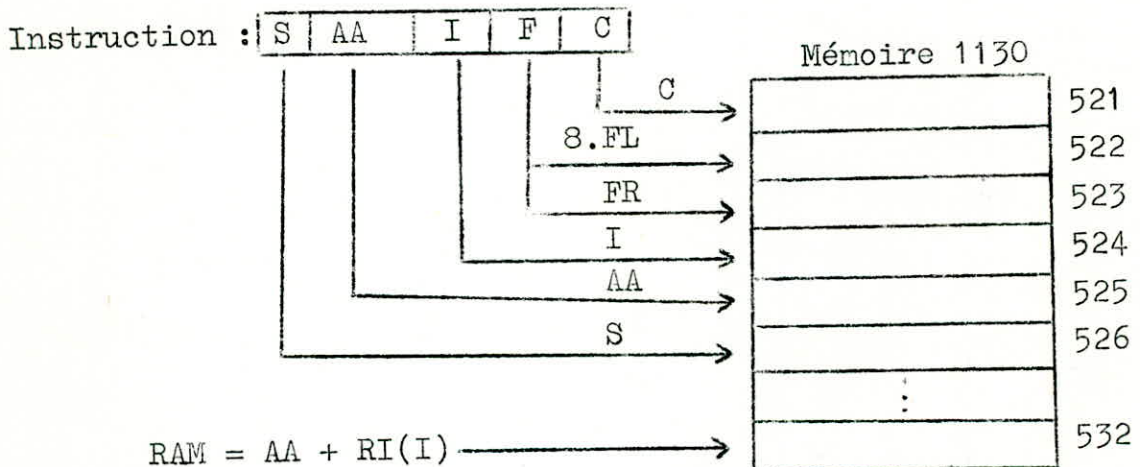 Instruction : S AA I F C
Mémoire 1130
C
521
8.FL
522
FR
523
I
524
AA
525
S
526
RAM = AA + RI(I)
532